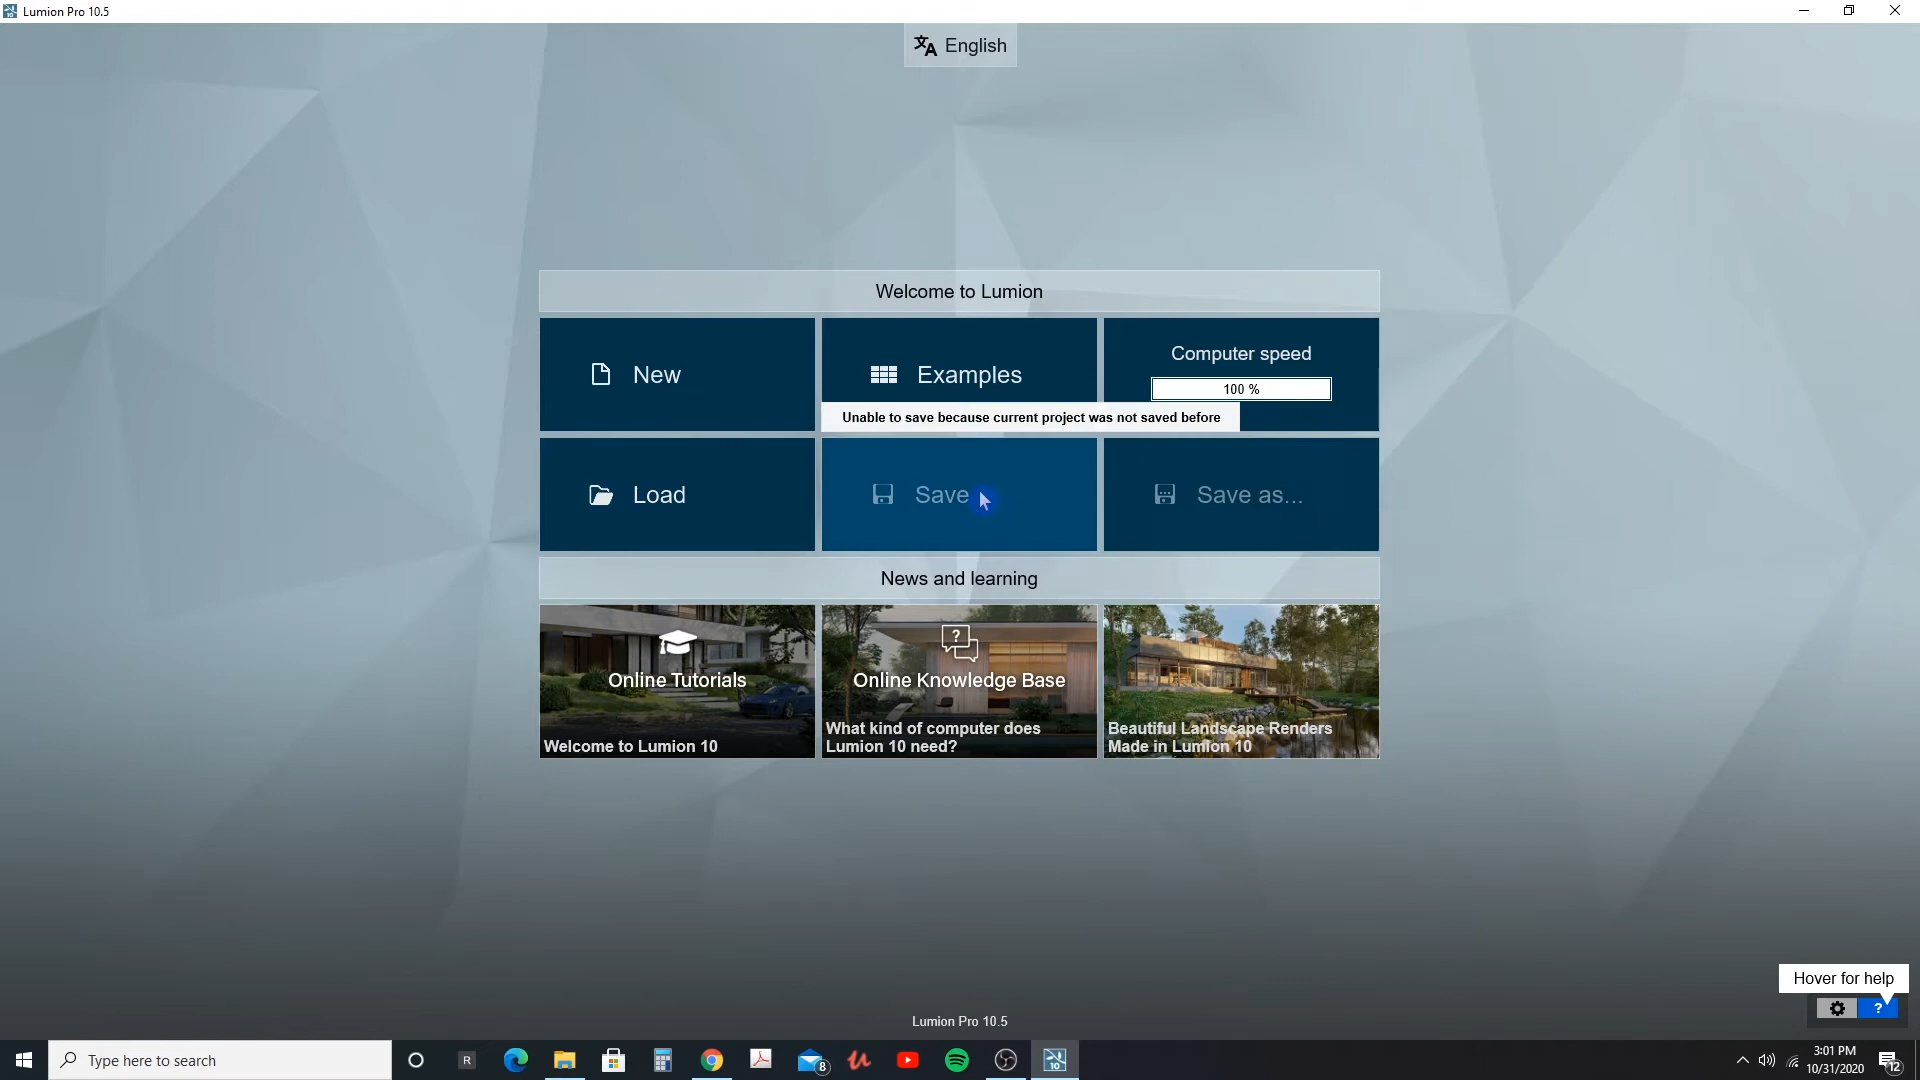 Lumion Pro 10.5
English
Welcome to Lumion
New
Examples
Computer speed
100 %
Unable to save because current project was not saved before
Load
Save
Save as...
News and learning
Online Tutorials
Welcome to Lumion 10
?
Online Knowledge Base
What kind of computer does
Lumion 10 need?
Beautiful Landscape Renders
Made in Lumion 10
Hover for help
?
Lumion Pro 10.5
Type here to search
R
8
10
3:01 PM
10/31/2020
12